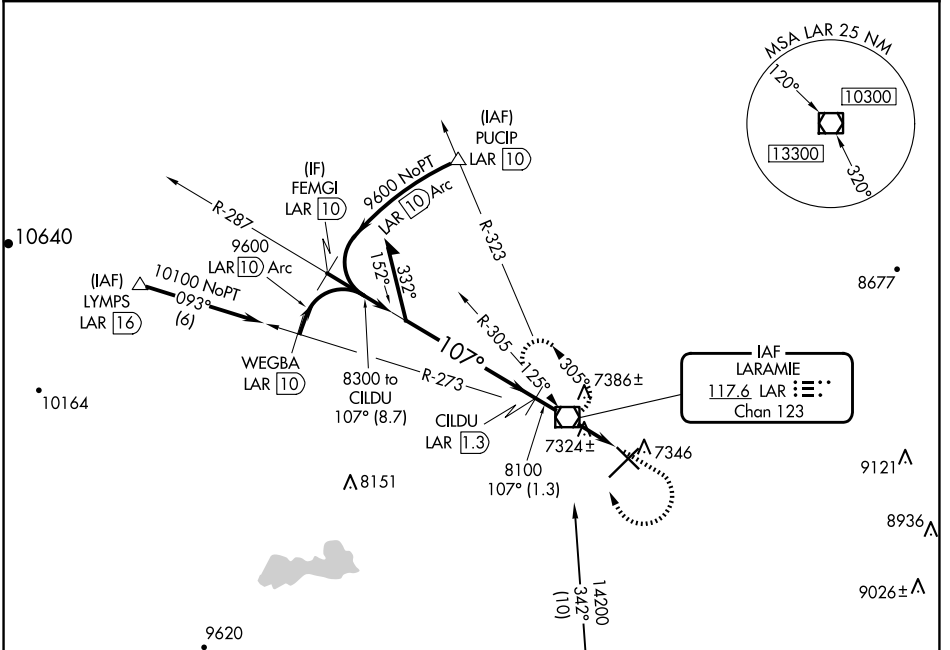 MSA LAR 25 NM
120°
10300
13300
320°
(IAF)
PUCIP
LAR 10
(IF)
FEMGI
LAR 10
9600 NoPT
LAR 10 Arc
R-287
R-323
10640
9600
LAR 10 Arc
(IAF)
LYMPS
LAR 16
10100 NoPT
093°
(6)
152°
332°
8677
R-305
125°
305°
107°
7386±
WEGBA
LAR 10
8300 to
CILDU
107° (8.7)
R-273
IAF
LARAMIE
117.6 LAR
Chan 123
10164
CILDU
LAR 1.3
7324±
7346
8100
107° (1.3)
8151
9121
8936
14200
342°
(10)
9026±
9620